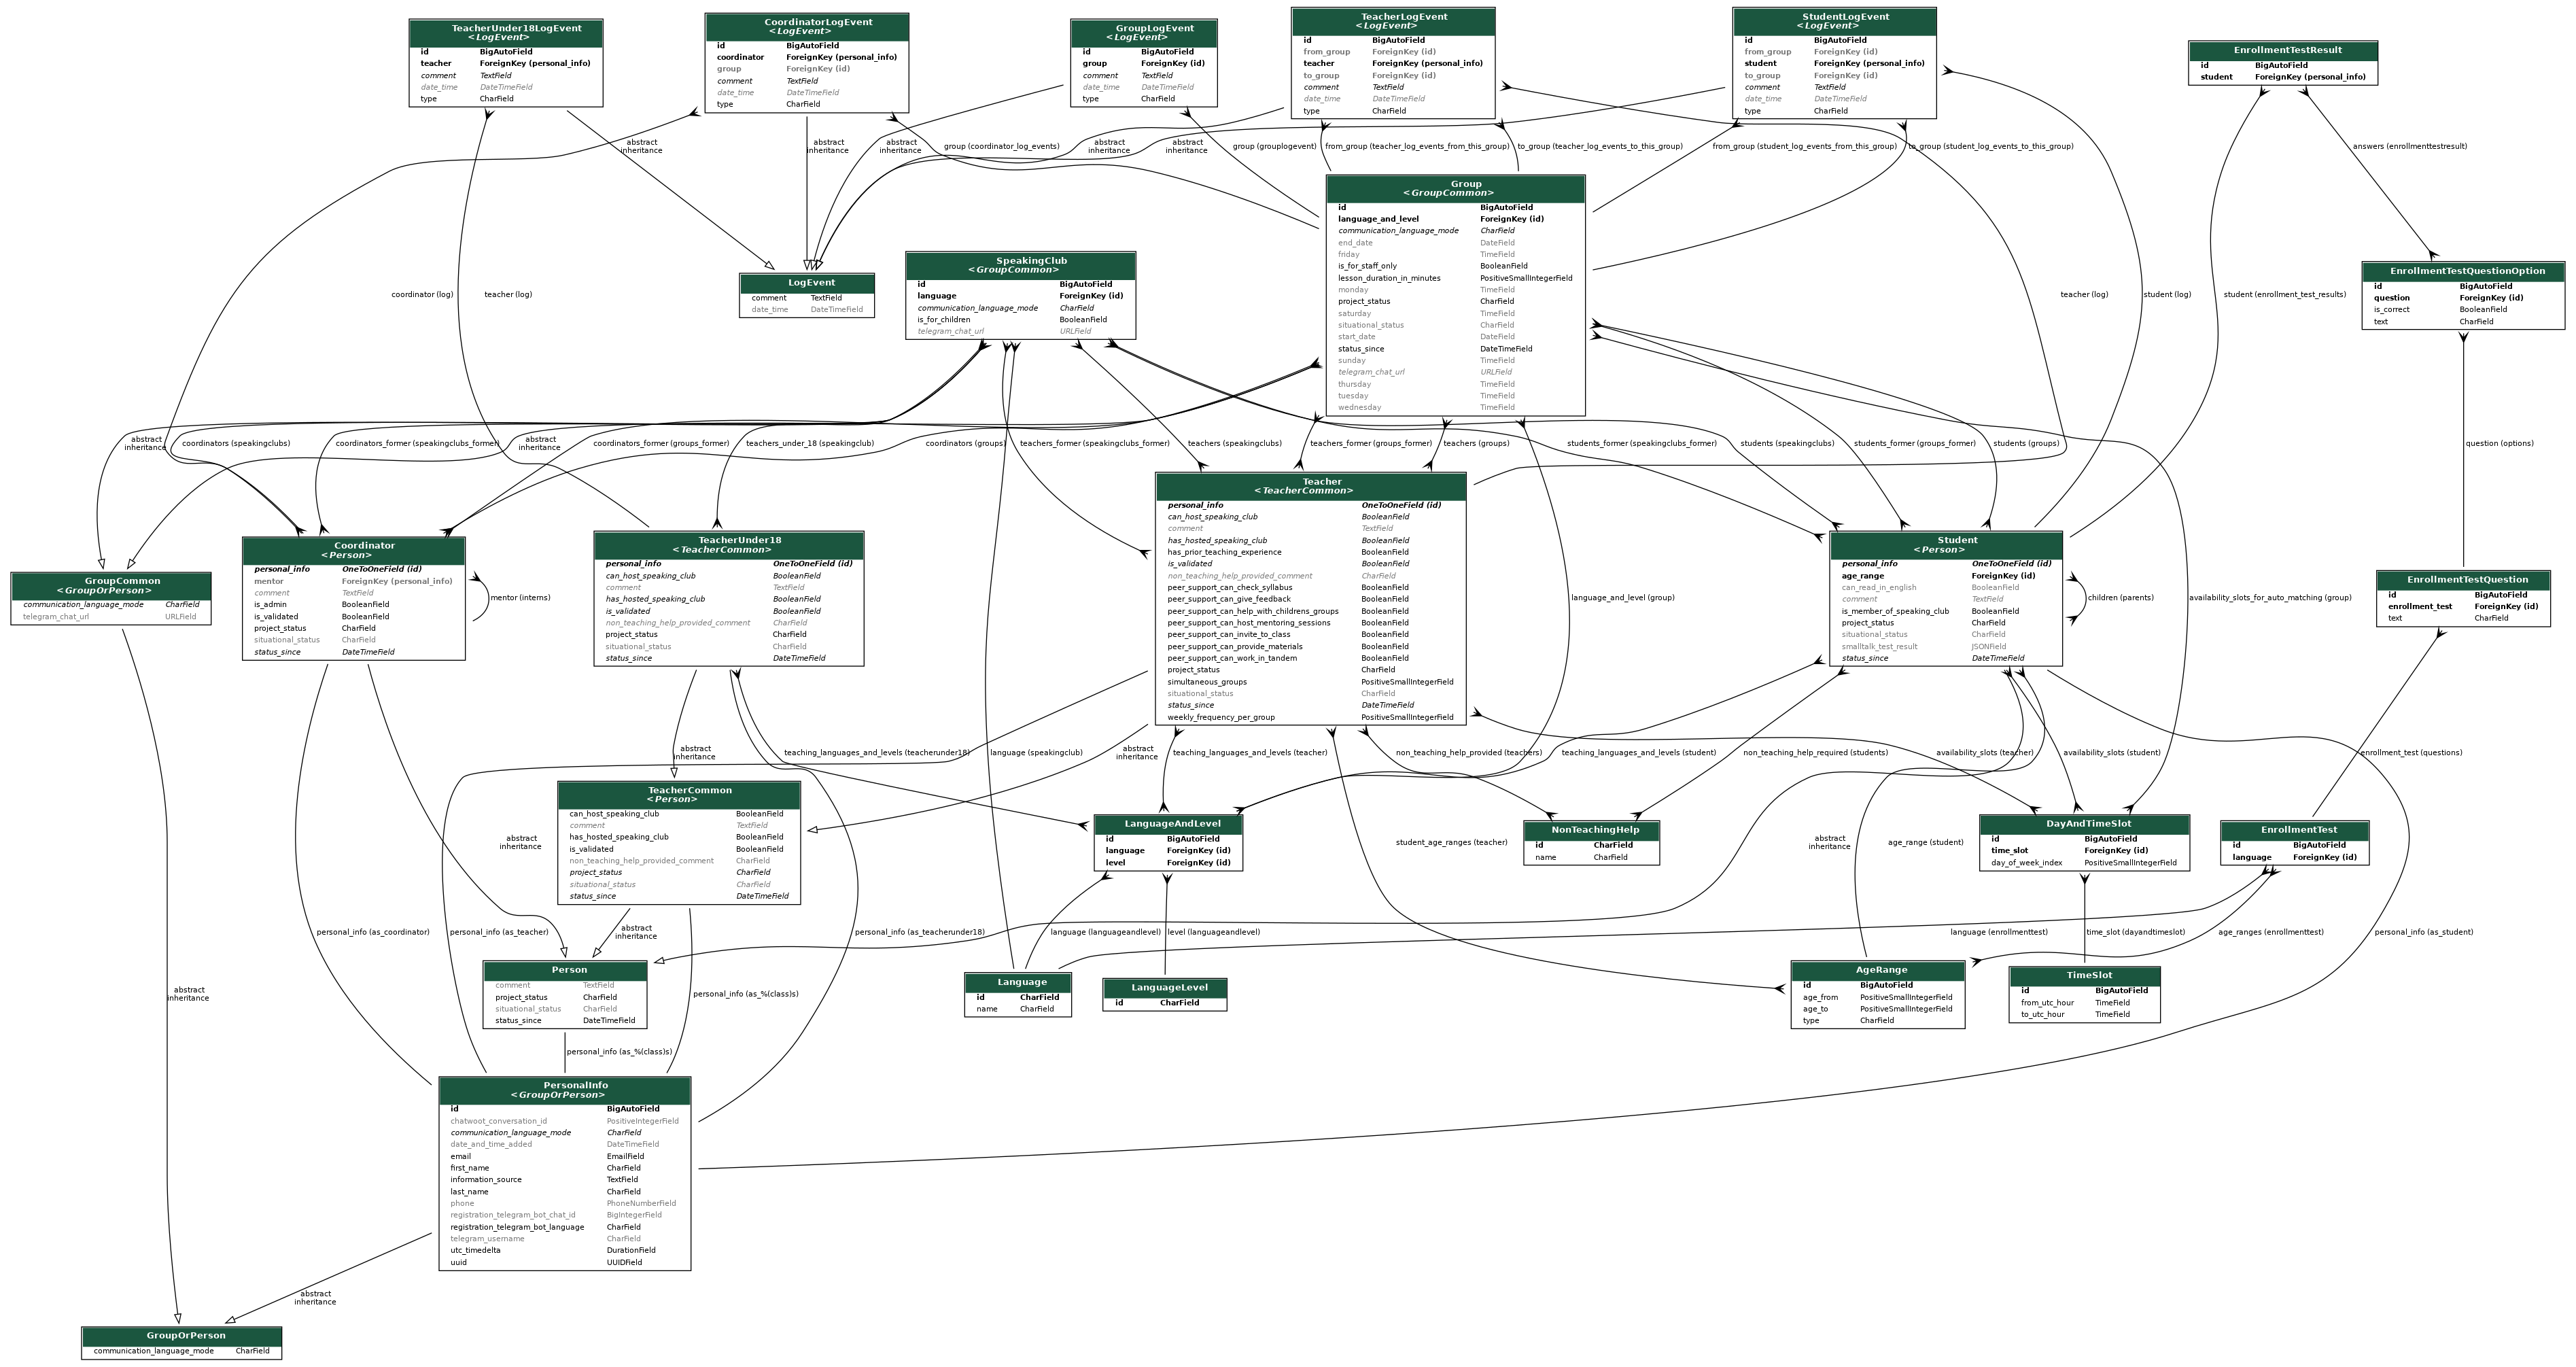 TeacherUnder18LogEvent
<LogEvent>
id BigAutoField
teacher ForeignKey (personal_info)
comment TextField
date_time DateTimeField
type CharField
CoordinatorLogEvent
<LogEvent>
id BigAutoField
coordinator ForeignKey (personal_info)
group ForeignKey (id)
comment TextField
date_time DateTimeField
type CharField
GroupLogEvent
<LogEvent>
id BigAutoField
group ForeignKey (id)
comment TextField
date_time DateTimeField
type CharField
TeacherLogEvent
<LogEvent>
id BigAutoField
from_group ForeignKey (id)
teacher ForeignKey (personal_info)
to_group ForeignKey (id)
comment TextField
date_time DateTimeField
type CharField
StudentLogEvent
<LogEvent>
id BigAutoField
from_group ForeignKey (id)
student ForeignKey (personal_info)
to_group ForeignKey (id)
comment TextField
date_time DateTimeField
type CharField
EnrollmentTestResult
id BigAutoField
student ForeignKey (personal_info)
abstract
inheritance
abstract
inheritance
abstract
inheritance
group (coordinator_log_events)
abstract
inheritance
abstract
inheritance
group (grouplogevent)
from_group (teacher_log_events_from_this_group)
to_group (teacher_log_events_to_this_group)
from_group (student_log_events_from_this_group)
to_group (student_log_events_to_this_group)
answers (enrollmenttestresult)
Group
<GroupCommon>
id BigAutoField
language_and_level ForeignKey (id)
communication_language_mode CharField
end_date DateField
friday TimeField
is_for_staff_only BooleanField
lesson_duration_in_minutes PositiveSmallIntegerField
monday TimeField
project_status CharField
saturday TimeField
situational_status CharField
start_date DateField
status_since DateTimeField
sunday TimeField
telegram_chat_url URLField
thursday TimeField
tuesday TimeField
wednesday TimeField
SpeakingClub
<GroupCommon>
id BigAutoField
language ForeignKey (id)
communication_language_mode CharField
is_for_children BooleanField
telegram_chat_url URLField
LogEvent
comment TextField
date_time DateTimeField
EnrollmentTestQuestionOption
id BigAutoField
question ForeignKey (id)
is_correct BooleanField
text CharField
coordinator (log)
teacher (log)
teacher (log)
student (log)
student (enrollment_test_results)
abstract
inheritance
coordinators (speakingclubs)
coordinators_former (speakingclubs_former)
abstract
inheritance
coordinators_former (groups_former)
teachers_under_18 (speakingclub)
coordinators (groups)
teachers_former (speakingclubs_former)
teachers (speakingclubs)
teachers_former (groups_former)
teachers (groups)
students_former (speakingclubs_former)
students (speakingclubs)
students_former (groups_former)
students (groups)
question (options)
Teacher
<TeacherCommon>
personal_info OneToOneField (id)
can_host_speaking_club BooleanField
comment TextField
has_hosted_speaking_club BooleanField
has_prior_teaching_experience BooleanField
is_validated BooleanField
non_teaching_help_provided_comment CharField
peer_support_can_check_syllabus BooleanField
peer_support_can_give_feedback BooleanField
peer_support_can_help_with_childrens_groups BooleanField
peer_support_can_host_mentoring_sessions BooleanField
peer_support_can_invite_to_class BooleanField
peer_support_can_provide_materials BooleanField
peer_support_can_work_in_tandem BooleanField
project_status CharField
simultaneous_groups PositiveSmallIntegerField
situational_status CharField
status_since DateTimeField
weekly_frequency_per_group PositiveSmallIntegerField
Coordinator
<Person>
personal_info OneToOneField (id)
mentor ForeignKey (personal_info)
comment TextField
is_admin BooleanField
is_validated BooleanField
project_status CharField
situational_status CharField
status_since DateTimeField
mentor (interns)
TeacherUnder18
<TeacherCommon>
personal_info OneToOneField (id)
can_host_speaking_club BooleanField
comment TextField
has_hosted_speaking_club BooleanField
is_validated BooleanField
non_teaching_help_provided_comment CharField
project_status CharField
situational_status CharField
status_since DateTimeField
Student
<Person>
personal_info OneToOneField (id)
age_range ForeignKey (id)
can_read_in_english BooleanField
comment TextField
is_member_of_speaking_club BooleanField
project_status CharField
situational_status CharField
smalltalk_test_result JSONField
status_since DateTimeField
GroupCommon
<GroupOrPerson>
communication_language_mode CharField
telegram_chat_url URLField
EnrollmentTestQuestion
id BigAutoField
enrollment_test ForeignKey (id)
text CharField
language_and_level (group)
children (parents)
availability_slots_for_auto_matching (group)
abstract
inheritance
teaching_languages_and_levels (teacherunder18)
language (speakingclub)
abstract
inheritance
teaching_languages_and_levels (teacher)
non_teaching_help_provided (teachers)
teaching_languages_and_levels (student)
non_teaching_help_required (students)
availability_slots (teacher)
availability_slots (student)
enrollment_test (questions)
TeacherCommon
<Person>
can_host_speaking_club BooleanField
comment TextField
has_hosted_speaking_club BooleanField
is_validated BooleanField
non_teaching_help_provided_comment CharField
project_status CharField
situational_status CharField
status_since DateTimeField
LanguageAndLevel
id BigAutoField
language ForeignKey (id)
level ForeignKey (id)
NonTeachingHelp
id CharField
name CharField
DayAndTimeSlot
id BigAutoField
time_slot ForeignKey (id)
day_of_week_index PositiveSmallIntegerField
EnrollmentTest
id BigAutoField
language ForeignKey (id)
abstract
inheritance
student_age_ranges (teacher)
abstract
inheritance
age_range (student)
personal_info (as_coordinator)
personal_info (as_teacher)
abstract
inheritance
personal_info (as_teacherunder18)
language (languageandlevel)
level (languageandlevel)
language (enrollmenttest)
time_slot (dayandtimeslot)
age_ranges (enrollmenttest)
personal_info (as_student)
Person
comment TextField
project_status CharField
situational_status CharField
status_since DateTimeField
Language
id CharField
name CharField
LanguageLevel
id CharField
AgeRange
id BigAutoField
age_from PositiveSmallIntegerField
age_to PositiveSmallIntegerField
type CharField
TimeSlot
id BigAutoField
from_utc_hour TimeField
to_utc_hour TimeField
abstract
inheritance
personal_info (as_%(class)s)
personal_info (as_%(class)s)
PersonalInfo
<GroupOrPerson>
id BigAutoField
chatwoot_conversation_id PositiveIntegerField
communication_language_mode CharField
date_and_time_added DateTimeField
email EmailField
first_name CharField
information_source TextField
last_name CharField
phone PhoneNumberField
registration_telegram_bot_chat_id BigIntegerField
registration_telegram_bot_language CharField
telegram_username CharField
utc_timedelta DurationField
uuid UUIDField
abstract
inheritance
GroupOrPerson
communication_language_mode CharField